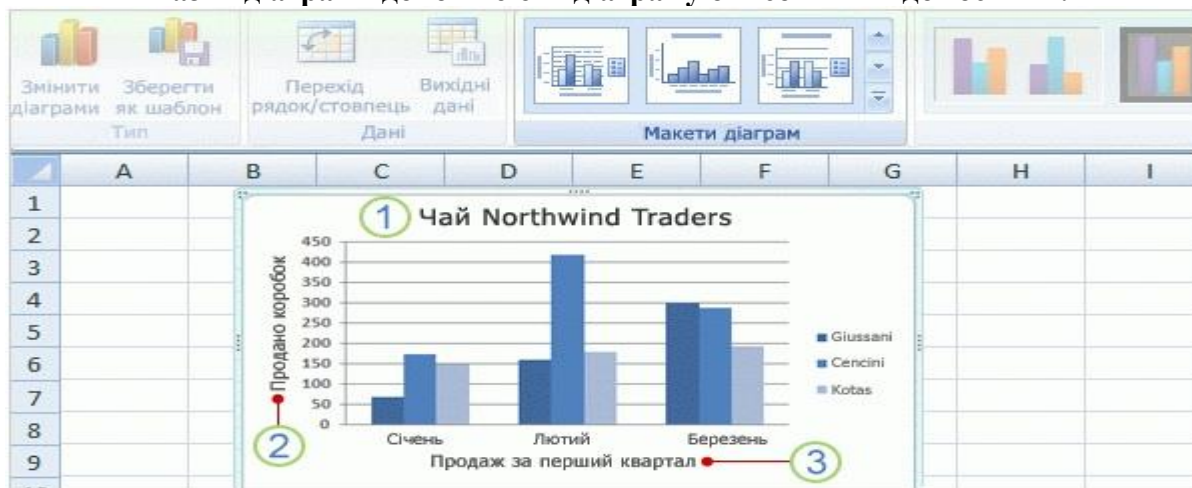 Змінити
діаграми
Зберегти
як шаблон
Тип
Перехід
рядок/стовпець
Вихідні
дані
Дані
Макети діаграм
A B C D E F G H I
1
2
3
4
5
6
7
8
9
1 Чай Northwind Traders
450
400
350
300
250
200
150
100
50
0
Продано коробок
2
Січень Лютий Березень
Продаж за перший квартал
3
Giussani
Cencini
Kotas